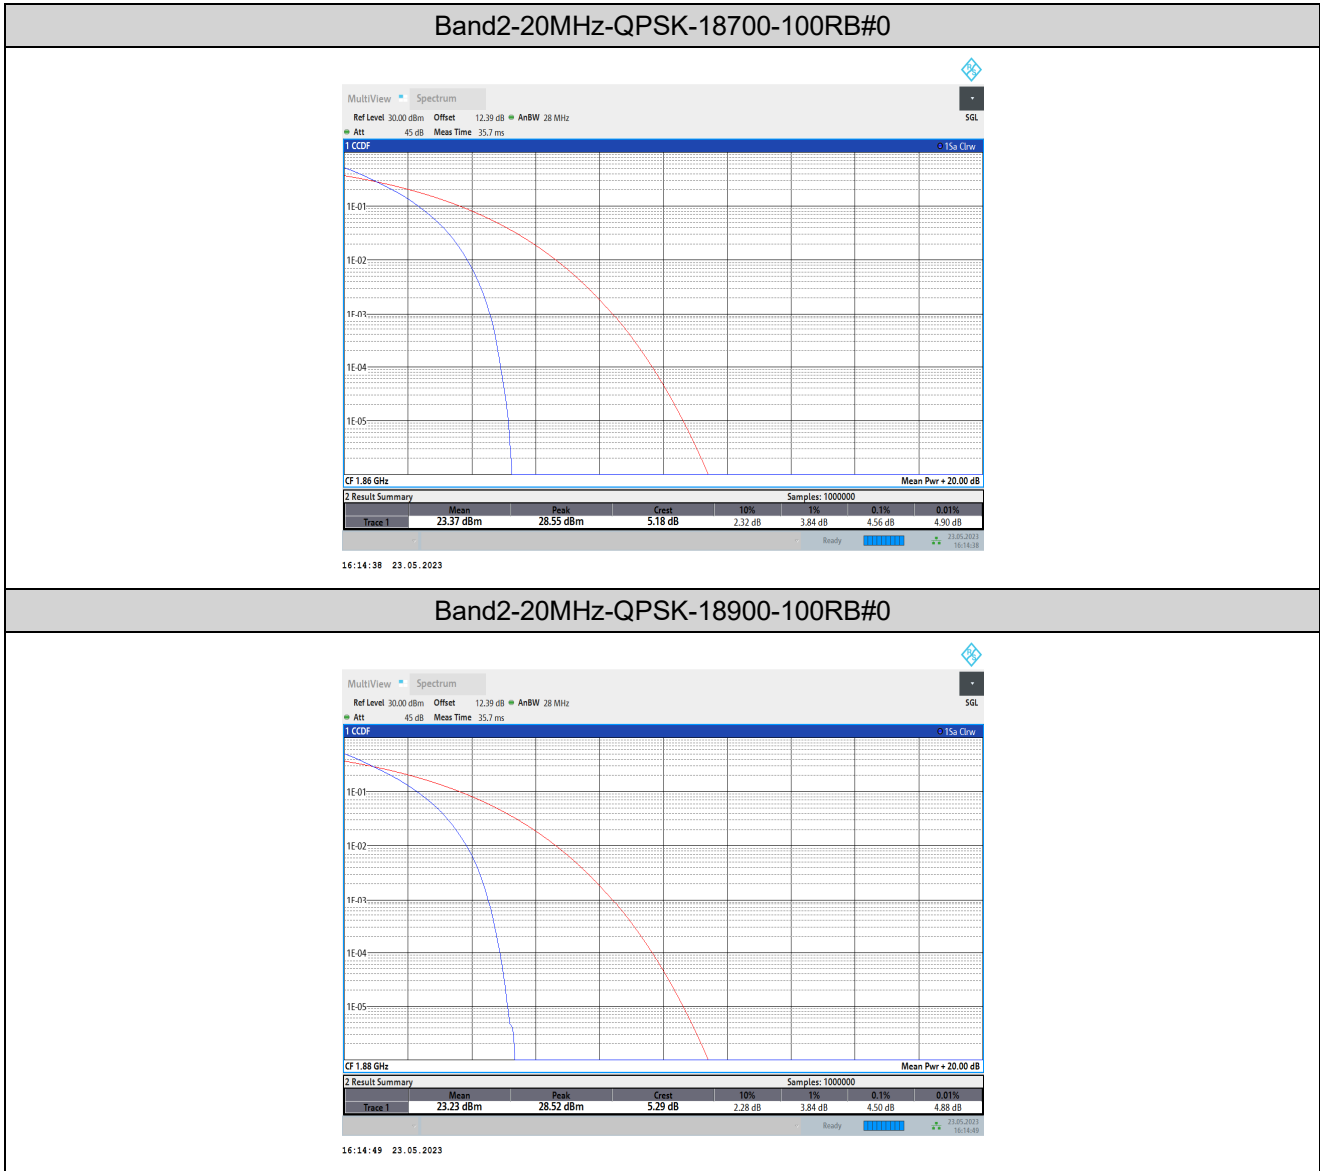 Band2-20MHz-QPSK-18700-100RB#0
MultiView Spectrum
Ref Level 30.00 dBm Offset 12.39 dB AnBW 28 MHz SGL
Att 45 dB Meas Time 35.7 ms
1 CCDF 1Sa Clrw
1E-01
1E-02
1E-03
1E-04
1E-05
CF 1.86 GHz Mean Pwr + 20.00 dB
2 Result Summary Samples: 1000000
Mean Peak Crest 10% 1% 0.1% 0.01%
Trace 1 23.37 dBm 28.55 dBm 5.18 dB 2.32 dB 3.84 dB 4.56 dB 4.90 dB
Ready 23.05.2023
16:14:38
16:14:38 23.05.2023
Band2-20MHz-QPSK-18900-100RB#0
MultiView Spectrum
Ref Level 30.00 dBm Offset 12.39 dB AnBW 28 MHz SGL
Att 45 dB Meas Time 35.7 ms
1 CCDF 1Sa Clrw
1E-01
1E-02
1E-03
1E-04
1E-05
CF 1.88 GHz Mean Pwr + 20.00 dB
2 Result Summary Samples: 1000000
Mean Peak Crest 10% 1% 0.1% 0.01%
Trace 1 23.23 dBm 28.52 dBm 5.29 dB 2.28 dB 3.84 dB 4.50 dB 4.88 dB
Ready 23.05.2023
16:14:49
16:14:49 23.05.2023